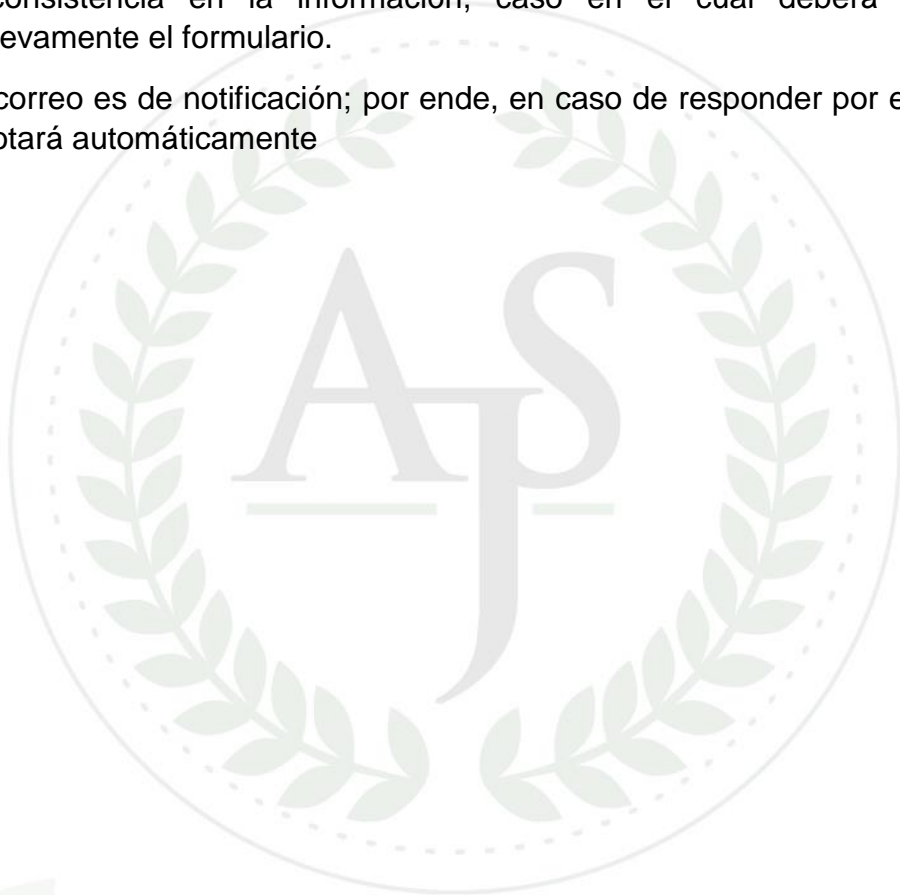 consistencia en la información, caso en el cual deberá
evamente el formulario.
correo es de notificación; por ende, en caso de responder por e
ptará automáticamente
AJS